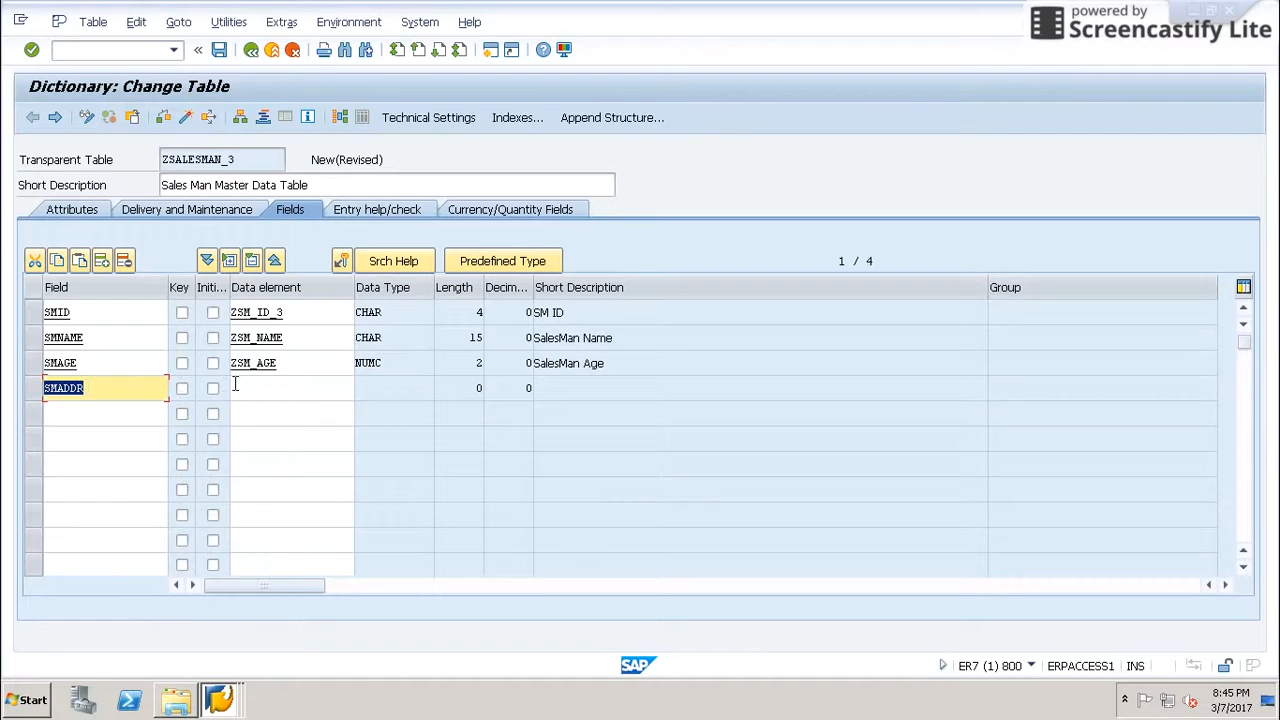 powered by
Screencastify Lite
Table Edit Goto Utilities Extras Environment System Help
Dictionary: Change Table
Technical Settings Indexes... Append Structure...
Transparent Table ZSALESMAN_3 New(Revised)
Short Description Sales Man Master Data Table
Attributes Delivery and Maintenance Fields Entry help/check Currency/Quantity Fields
Srch Help Predefined Type 1 / 4
Field Key Initi... Data element Data Type Length Decim... Short Description Group
SMID ZSM_ID_3 CHAR 4 0 SM ID
SMNAME ZSM_NAME CHAR 15 0 SalesMan Name
SMAGE ZSM_AGE NUMC 2 0 SalesMan Age
SMADDR 0 0
SAP ER7 (1) 800 ERPACCESS1 INS
Start 8:45 PM
3/7/2017